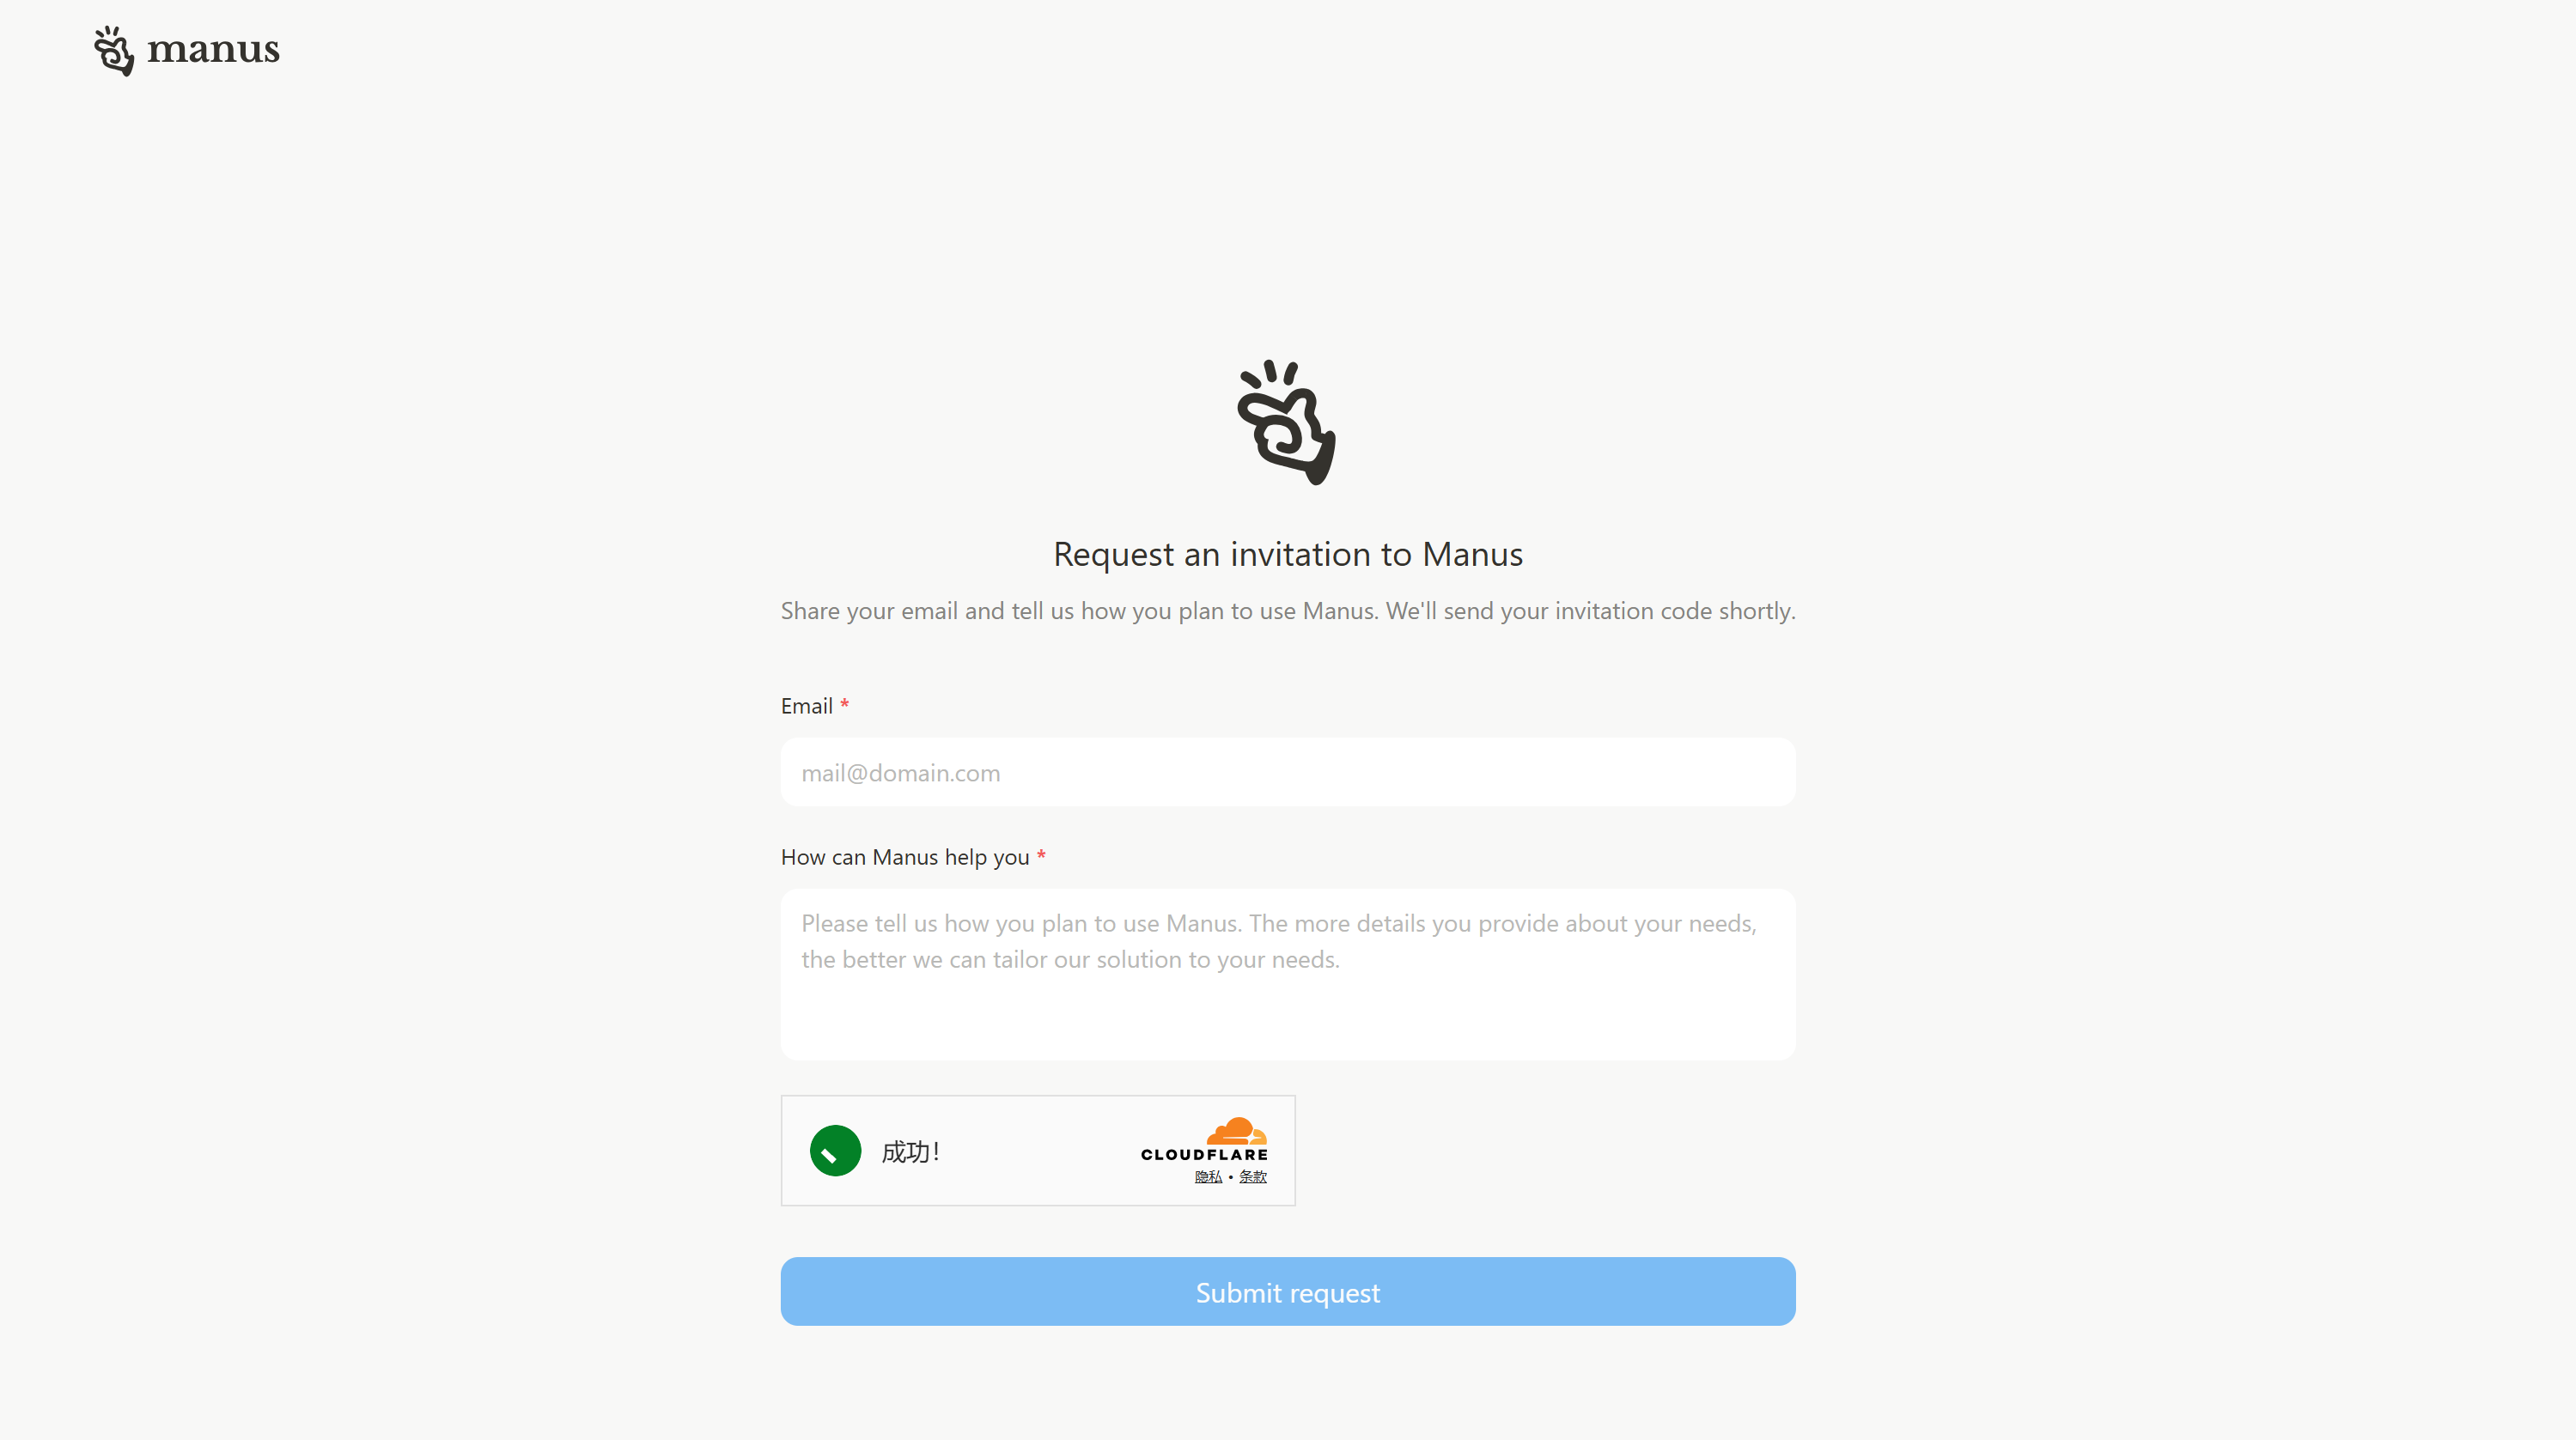 manus
Request an invitation to Manus
Share your email and tell us how you plan to use Manus. We'll send your invitation code shortly.
Email *
mail@domain.com
How can Manus help you *
Please tell us how you plan to use Manus. The more details you provide about your needs,
the better we can tailor our solution to your needs.
成功！
CLOUDFLARE
隐私 • 条款
Submit request